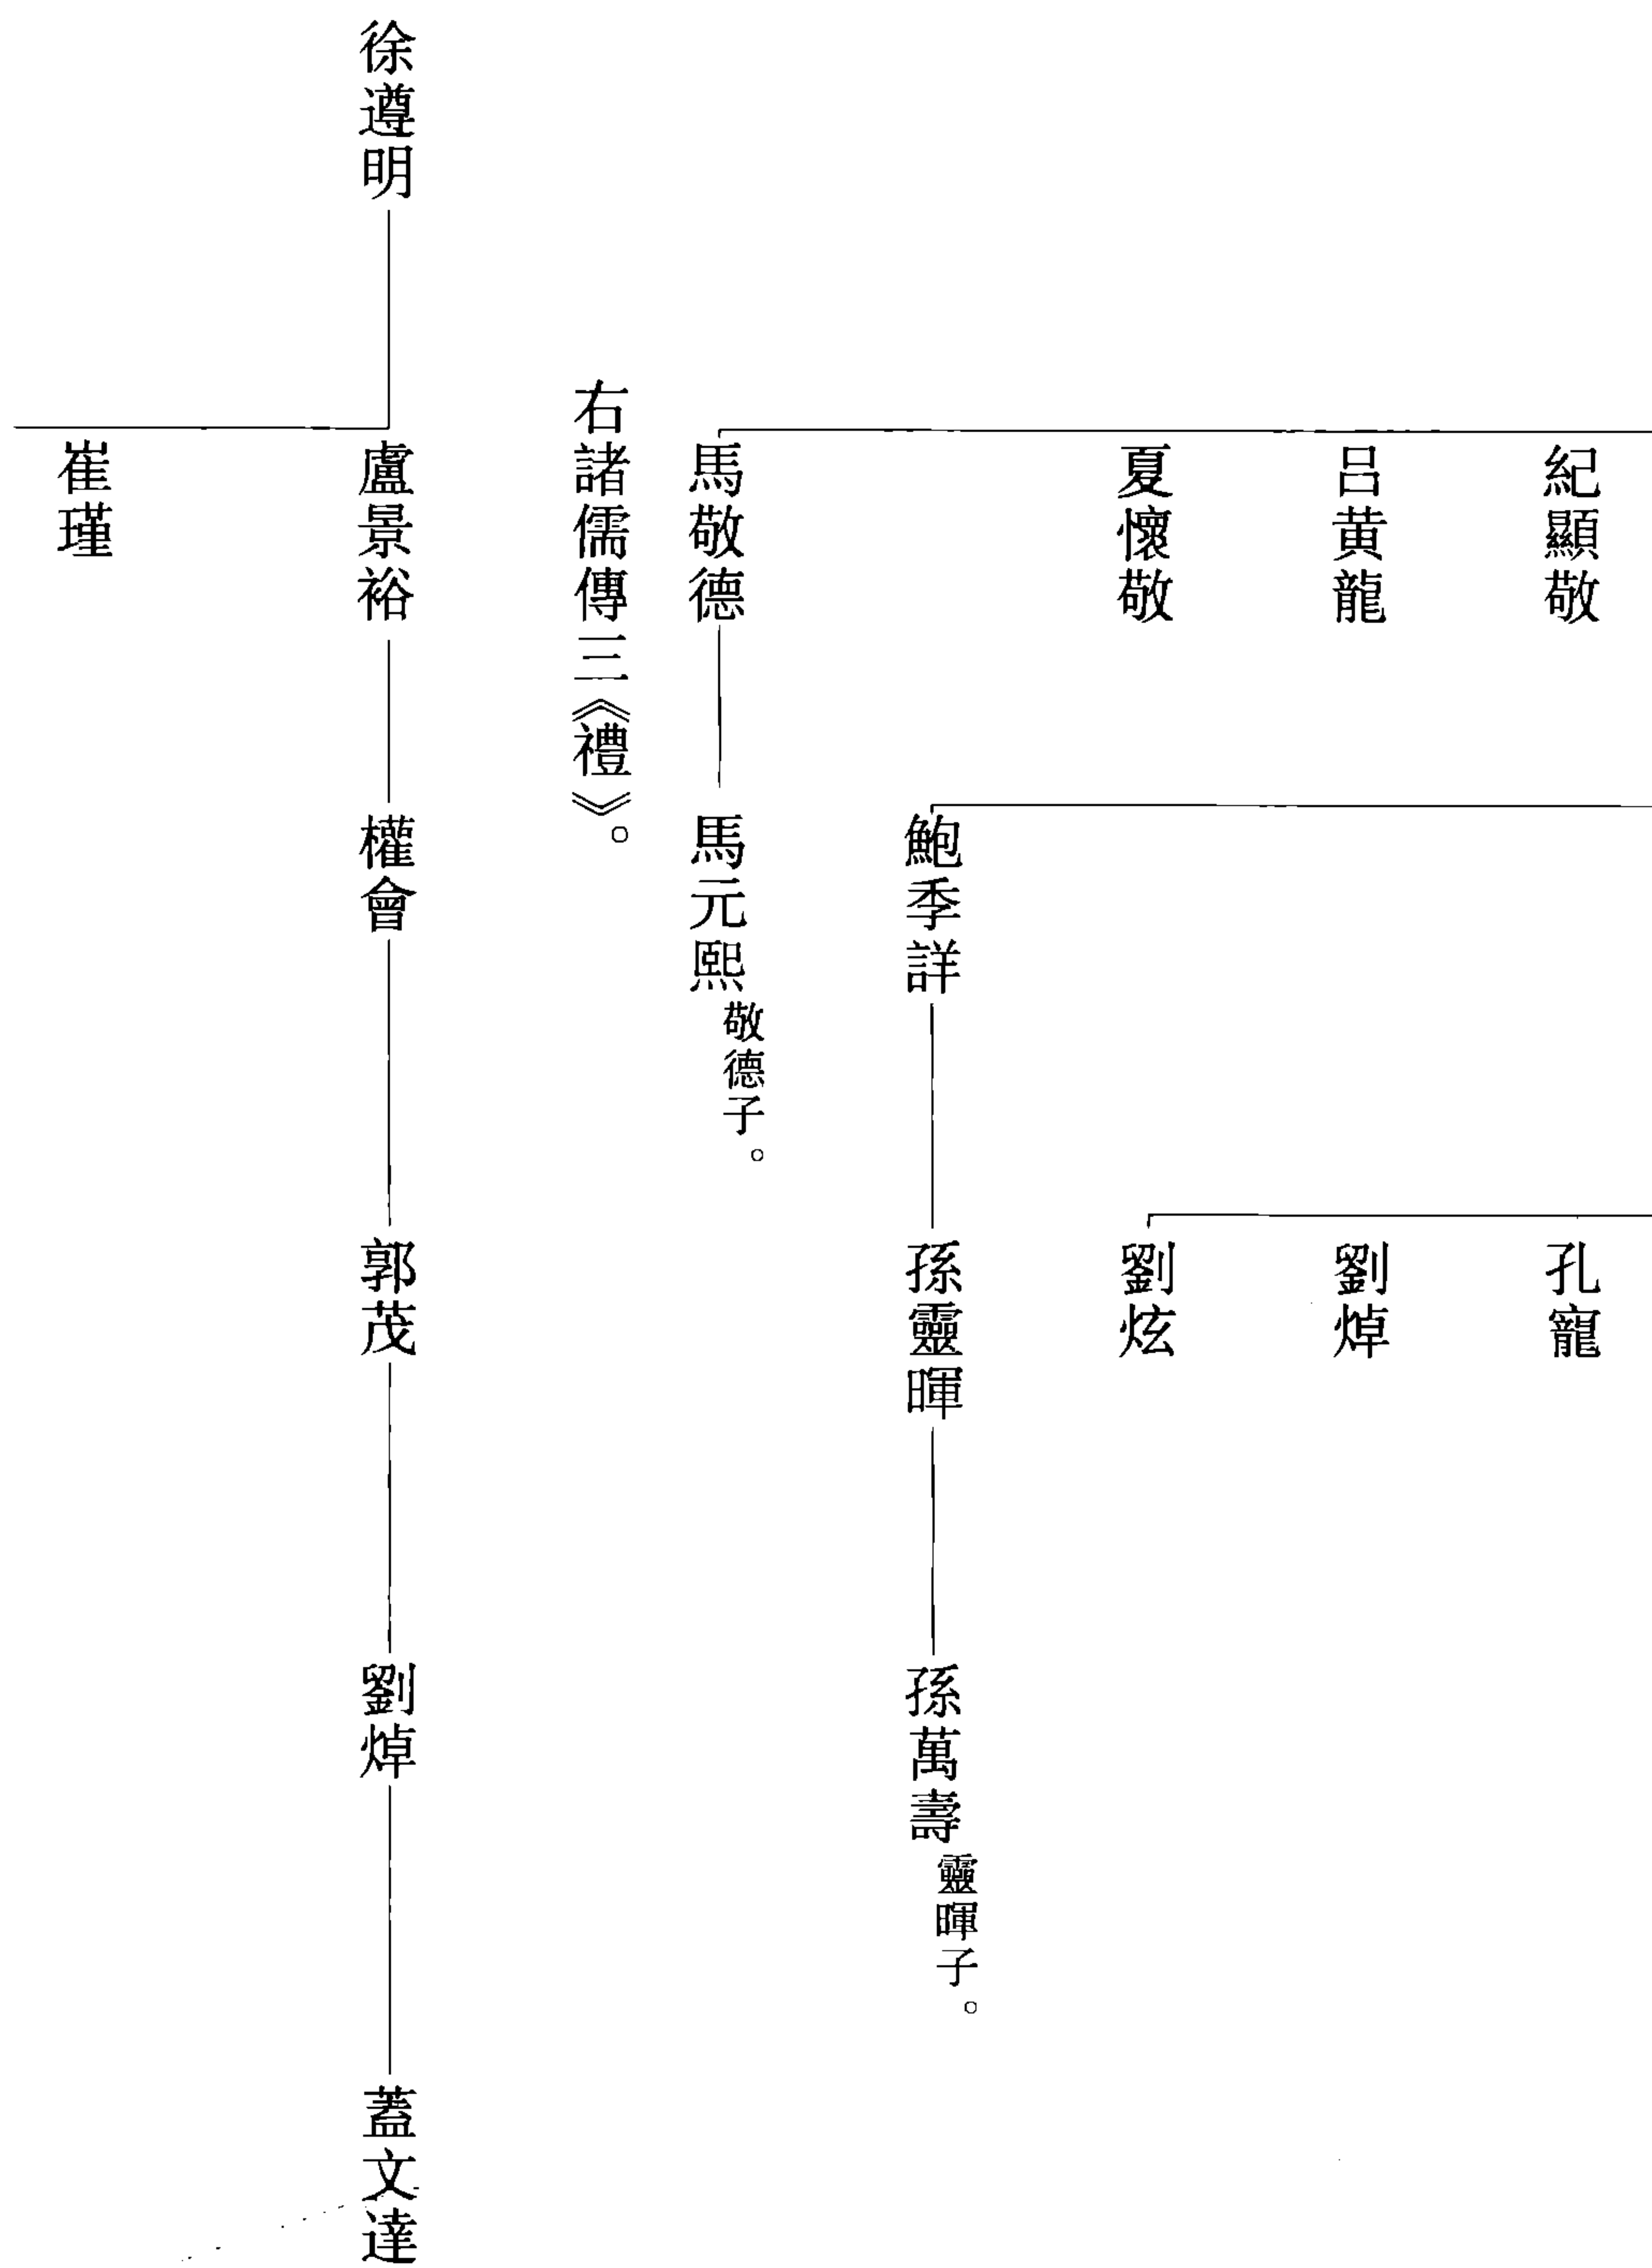 紀顯敬
孔寵
呂黄龍
劉焯
夏懷敬
劉炫
鮑季詳
孫靈暉
孫萬壽靈暉子。
馬敬德
馬元熙敬德子。
右諸儒傳三《禮》。
徐遵明
盧景裕
權會
郭茂
劉焯
蓋文達
崔瑾